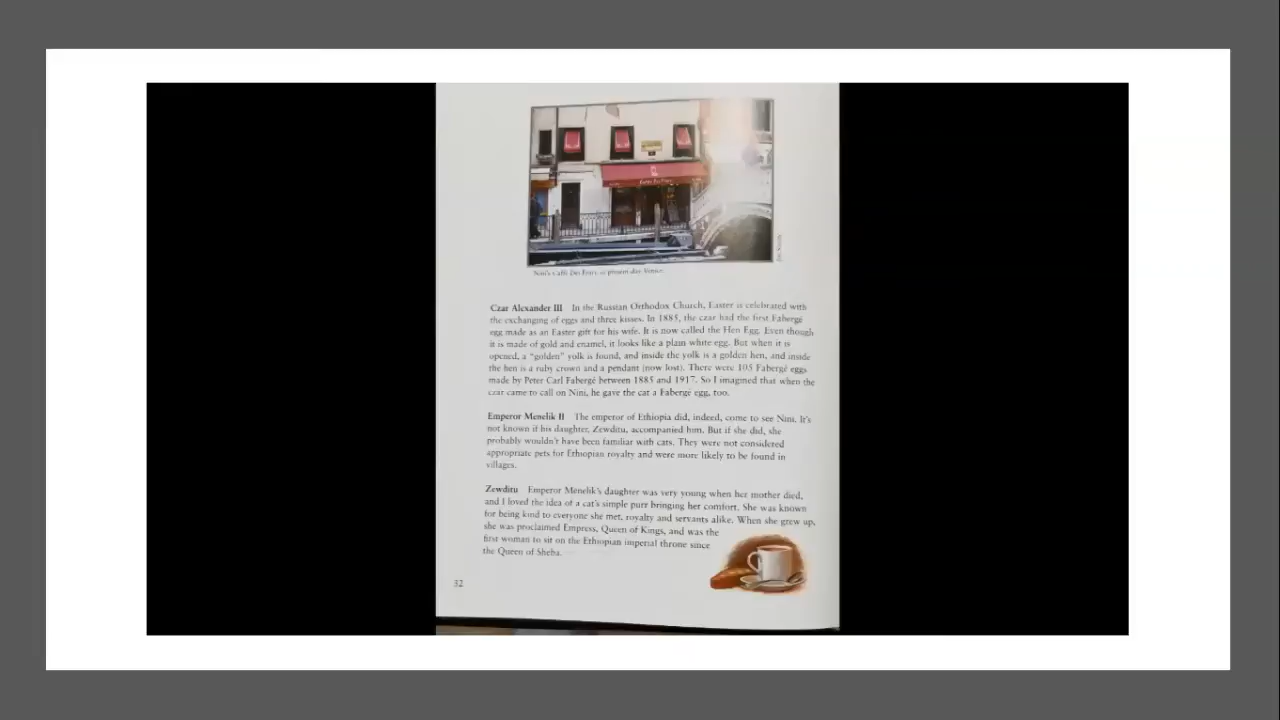 Nini's Caffè Dei Frari, in present-day Venice.
Czar Alexander III In the Russian Orthodox Church, Easter is celebrated with
the exchanging of eggs and three kisses. In 1885, the czar had the first Fabergé
egg made as an Easter gift for his wife. It is now called the Hen Egg. Even though
it is made of gold and enamel, it looks like a plain white egg. But when it is
opened, a “golden” yolk is found, and inside the yolk is a golden hen, and inside
the hen is a ruby crown and a pendant (now lost). There were 105 Fabergé eggs
made by Peter Carl Fabergé between 1885 and 1917. So I imagined that when the
czar came to call on Nini, he gave the cat a Fabergé egg, too.
Emperor Menelik II The emperor of Ethiopia did, indeed, come to see Nini. It's
not known if his daughter, Zewditu, accompanied him. But if she did, she
probably wouldn't have been familiar with cats. They were not considered
appropriate pets for Ethiopian royalty and were more likely to be found in
villages.
Zewditu Emperor Menelik's daughter was very young when her mother died,
and I loved the idea of a cat's simple purr bringing her comfort. She was known
for being kind to everyone she met, royalty and servants alike. When she grew up,
she was proclaimed Empress, Queen of Kings, and was the
first woman to sit on the Ethiopian imperial throne since
the Queen of Sheba.
32